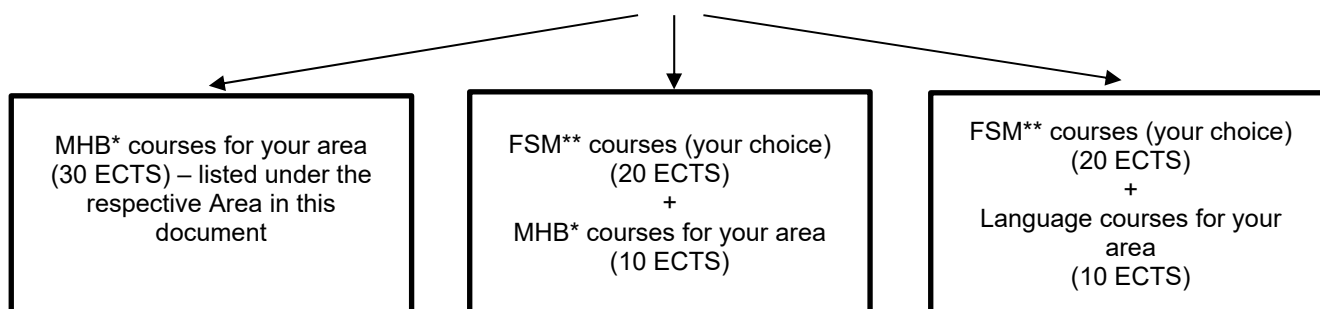 MHB* courses for your area
(30 ECTS) – listed under the
respective Area in this
document
FSM** courses (your choice)
(20 ECTS)
+
MHB* courses for your area
(10 ECTS)
FSM** courses (your choice)
(20 ECTS)
+
Language courses for your
area
(10 ECTS)